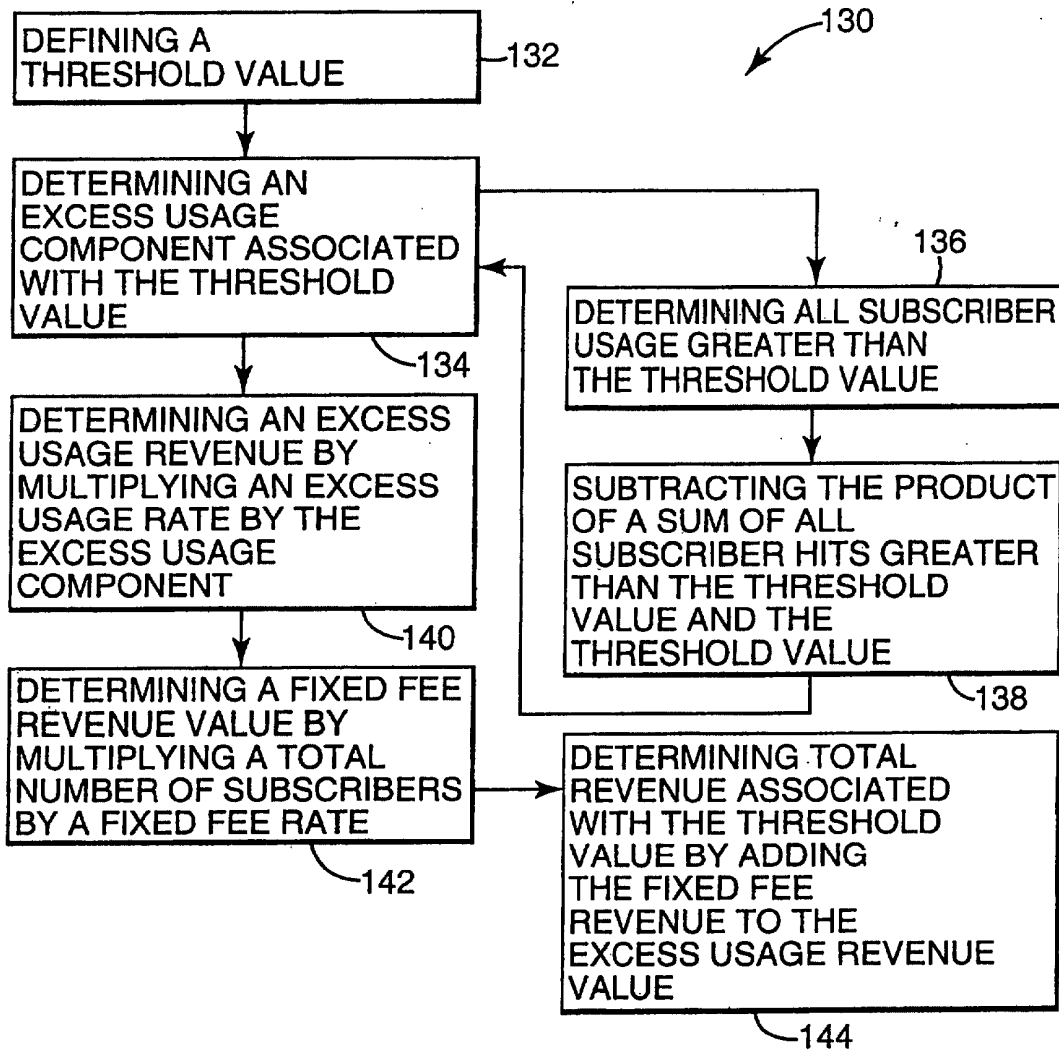 130
DEFINING A
THRESHOLD VALUE
132
DETERMINING AN
EXCESS USAGE
COMPONENT ASSOCIATED
WITH THE THRESHOLD
VALUE
134
136
DETERMINING ALL SUBSCRIBER
USAGE GREATER THAN
THE THRESHOLD VALUE
SUBTRACTING THE PRODUCT
OF A SUM OF ALL
SUBSCRIBER HITS GREATER
THAN THE THRESHOLD
VALUE AND THE
THRESHOLD VALUE
138
DETERMINING AN EXCESS
USAGE REVENUE BY
MULTIPLYING AN EXCESS
USAGE RATE BY THE
EXCESS USAGE
COMPONENT
140
DETERMINING A FIXED FEE
REVENUE VALUE BY
MULTIPLYING A TOTAL
NUMBER OF SUBSCRIBERS
BY A FIXED FEE RATE
142
DETERMINING TOTAL
REVENUE ASSOCIATED
WITH THE THRESHOLD
VALUE BY ADDING
THE FIXED FEE
REVENUE TO THE
EXCESS USAGE REVENUE
VALUE
144